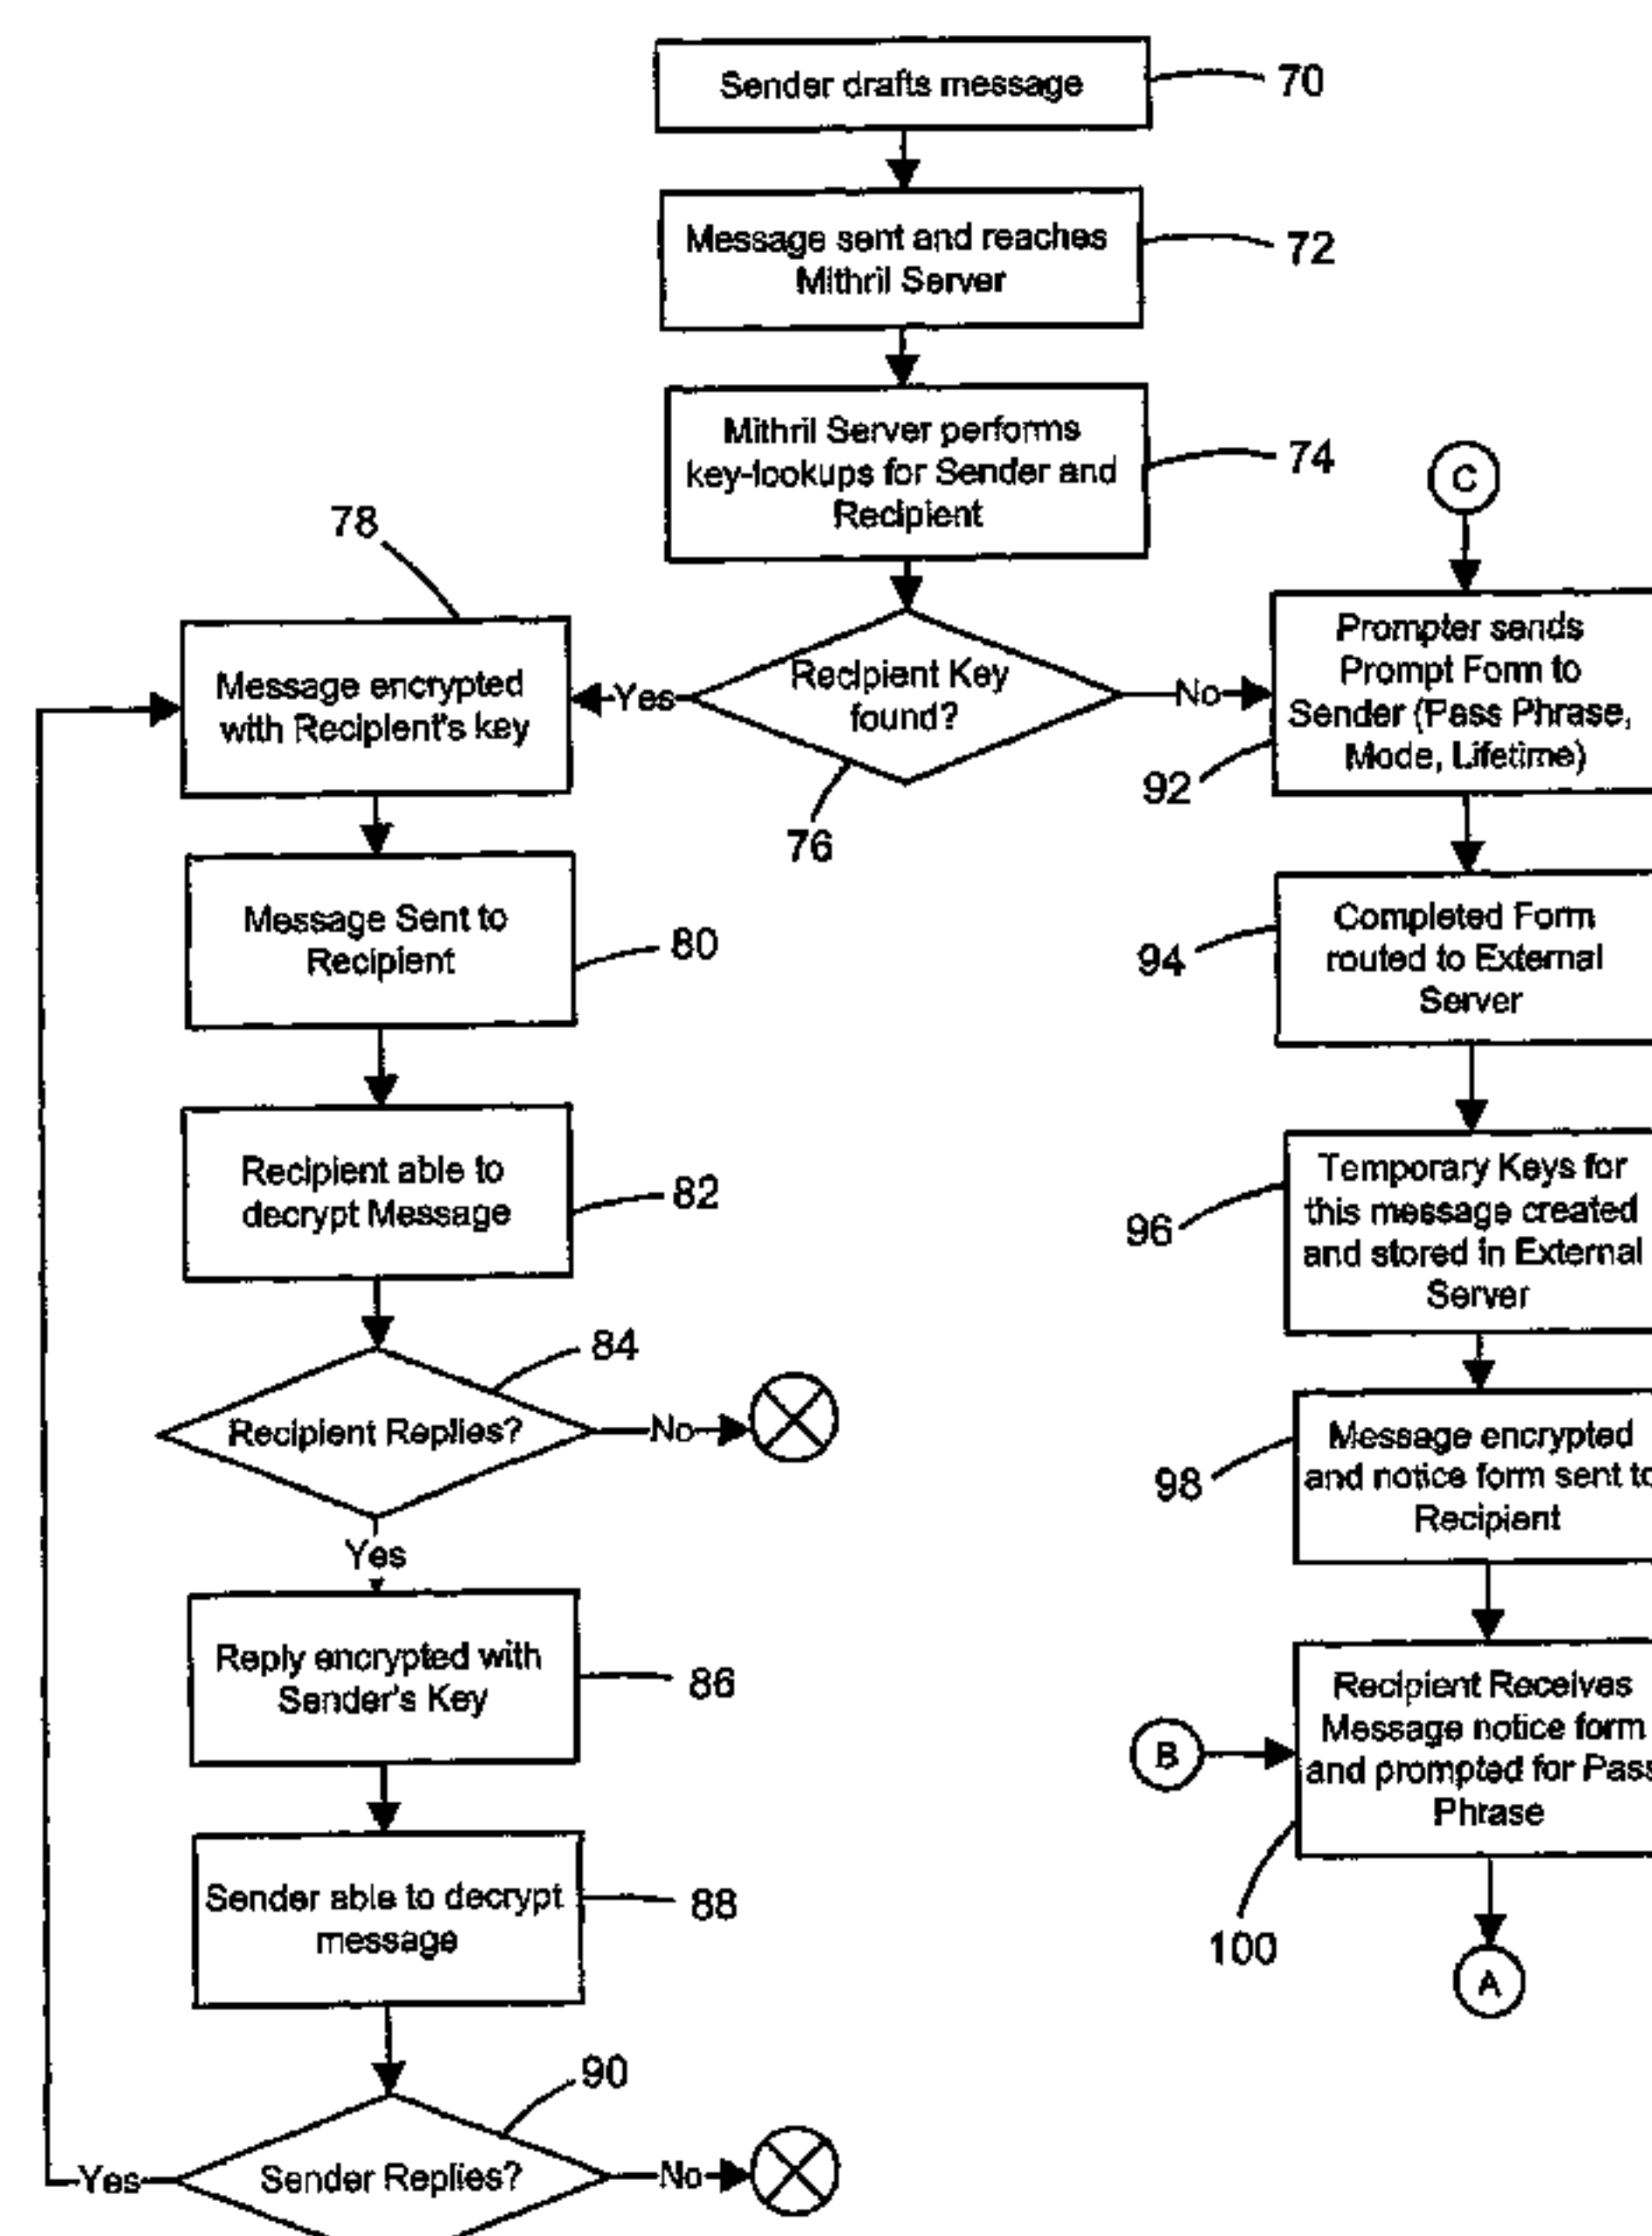 Sender drafts message
70
Message sent and reaches
Mithril Server
72
Mithril Server performs
key-lookups for Sender and
Recipient
74
Recipient Key
found?
76
Yes
No
78
Message encrypted
with Recipient's key
Message Sent to
Recipient
80
Recipient able to
decrypt Message
82
Recipient Replies?
84
No
Yes
Reply encrypted with
Sender's Key
86
Sender able to decrypt
message
88
Sender Replies?
90
Yes
No
C
Prompter sends
Prompt Form to
Sender (Pass Phrase,
Mode, Lifetime)
92
Completed Form
routed to External
Server
94
Temporary Keys for
this message created
and stored in External
Server
96
Message encrypted
and notice form sent to
Recipient
98
Recipient Receives
Message notice form
and prompted for Pass
Phrase
B
100
A